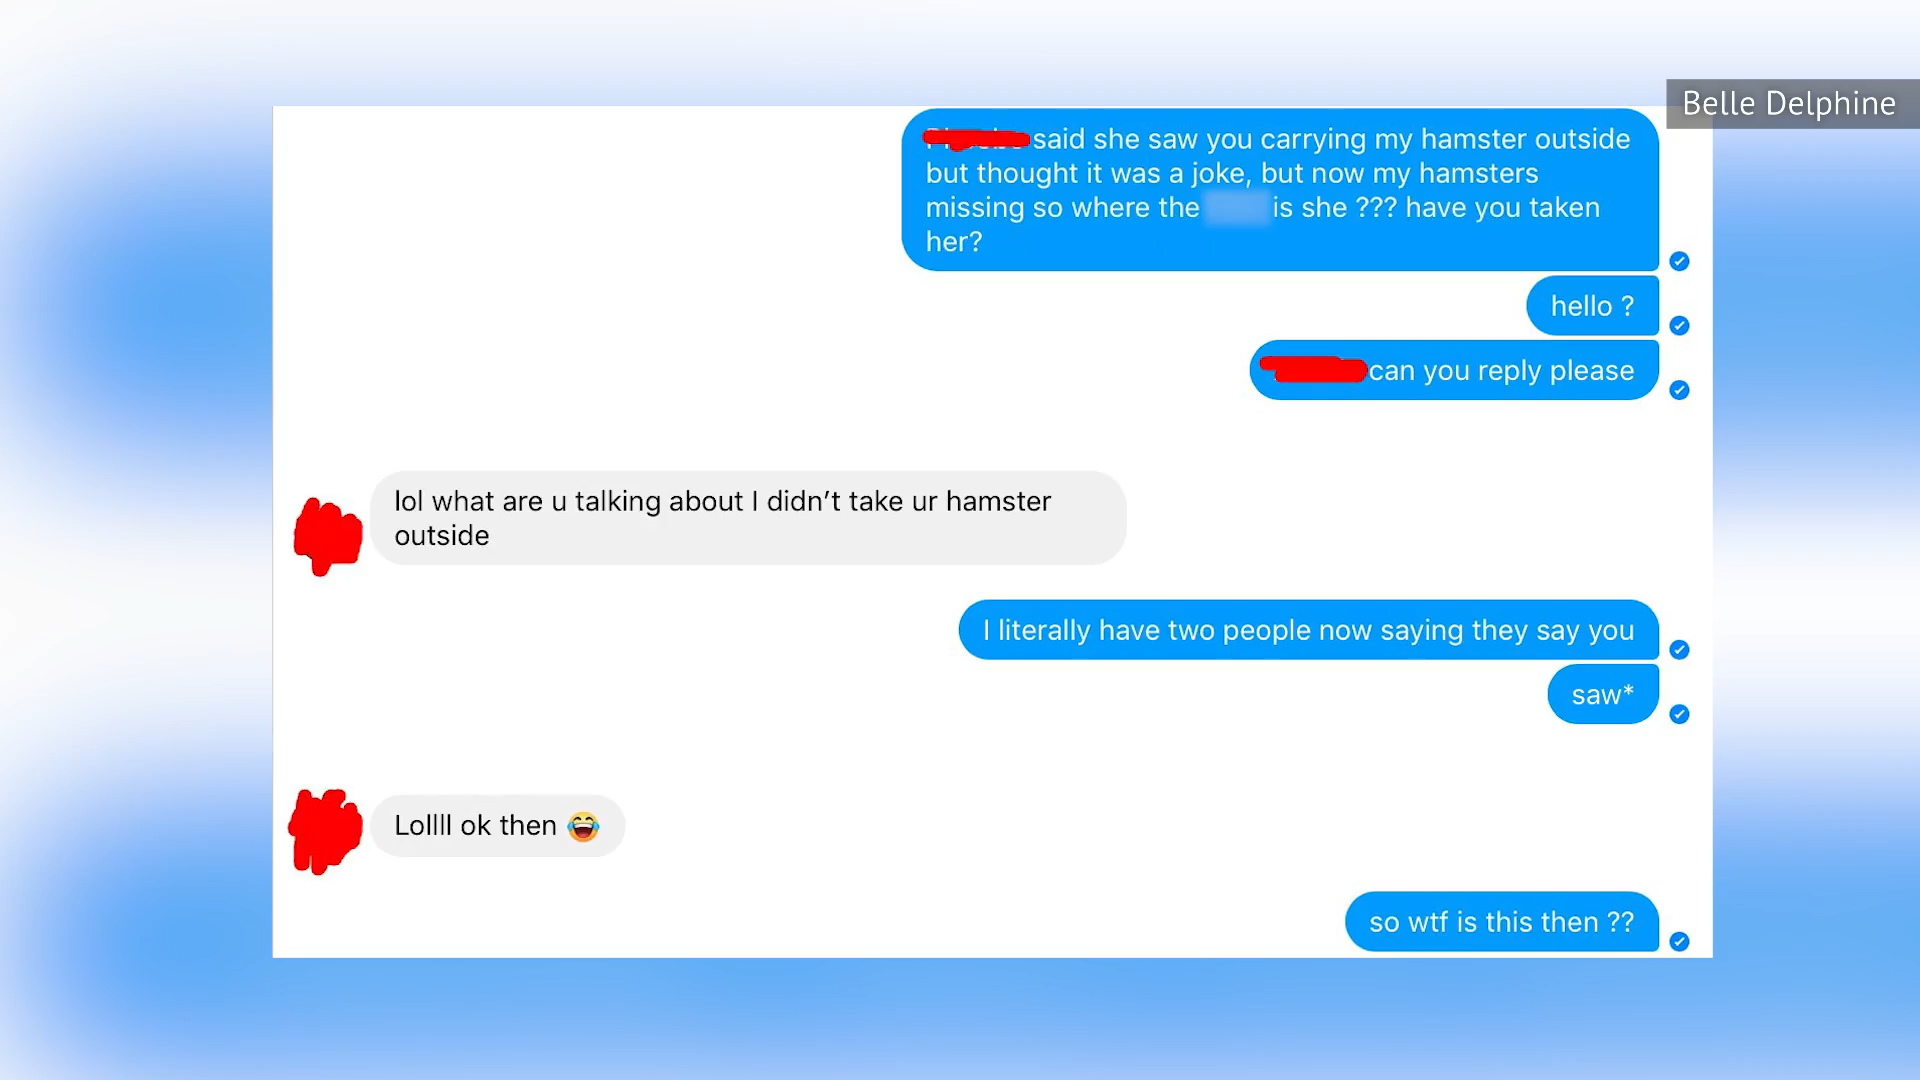 Belle Delphine
said she saw you carrying my hamster outside
but thought it was a joke, but now my hamsters
missing so where the is she ??? have you taken
her?
hello ?
can you reply please
lol what are u talking about I didn't take ur hamster
outside
I literally have two people now saying they say you
saw*
Lollll ok then 😂
so wtf is this then ??